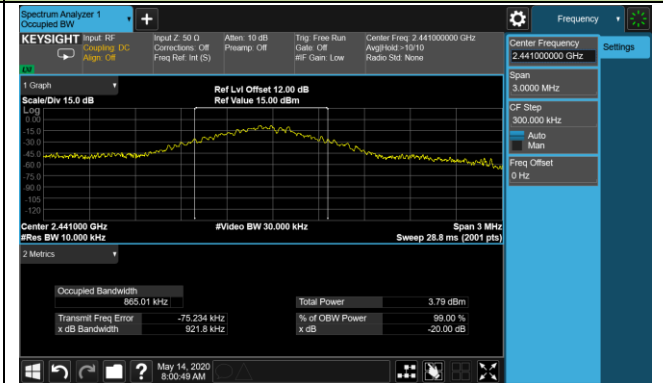 Spectrum Analyzer 1
Occupied BW
KEYSIGHT
Input: RF
Coupling: DC
Align: Off
Input Z: 50 Ω
Corrections: Off
Freq Ref: Int (S)
Atten: 10 dB
Preamp: Off
Trig: Free Run
Gate: Off
#IF Gain: Low
Center Freq: 2.441000000 GHz
Avg|Hold:>10/10
Radio Std: None
1 Graph
Scale/Div 15.0 dB
Ref Lvl Offset 12.00 dB
Ref Value 15.00 dBm
Log
0.00
-15.0
-30.0
-45.0
-60.0
-75.0
-90.0
-105
-120
Center 2.441000 GHz
#Res BW 10.000 kHz
#Video BW 30.000 kHz
Span 3 MHz
Sweep 28.8 ms (2001 pts)
2 Metrics
Occupied Bandwidth
865.01 kHz
Total Power 3.79 dBm
Transmit Freq Error -75.234 kHz
% of OBW Power 99.00 %
x dB Bandwidth 921.8 kHz
x dB -20.00 dB
May 14, 2020
8:00:49 AM
Frequency
Settings
Center Frequency
2.441000000 GHz
Span
3.0000 MHz
CF Step
300.000 kHz
Auto
Man
Freq Offset
0 Hz